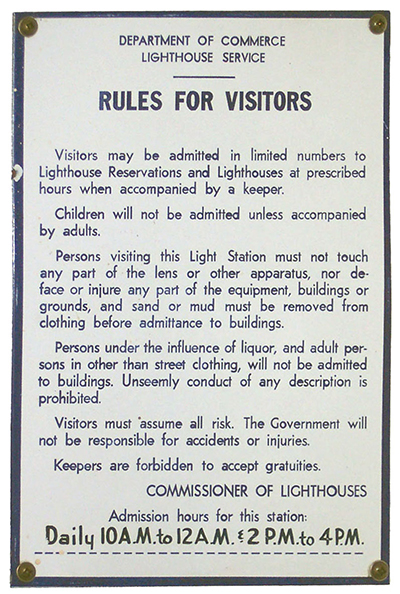 DEPARTMENT OF COMMERCE
LIGHTHOUSE SERVICE
RULES FOR VISITORS
Visitors may be admitted in limited numbers to
Lighthouse Reservations and Lighthouses at prescribed
hours when accompanied by a keeper.
Children will not be admitted unless accompanied
by adults.
Persons visiting this Light Station must not touch
any part of the lens or other apparatus, nor de-
face or injure any part of the equipment, buildings or
grounds, and sand or mud must be removed from
clothing before admittance to buildings.
Persons under the influence of liquor, and adult per-
sons in other than street clothing, will not be admitted
to buildings. Unseemly conduct of any description is
prohibited.
Visitors must assume all risk. The Government will
not be responsible for accidents or injuries.
Keepers are forbidden to accept gratuities.
COMMISSIONER OF LIGHTHOUSES
Admission hours for this station:
Daily 10 A.M. to 12 A.M. & 2 P.M. to 4 P.M.